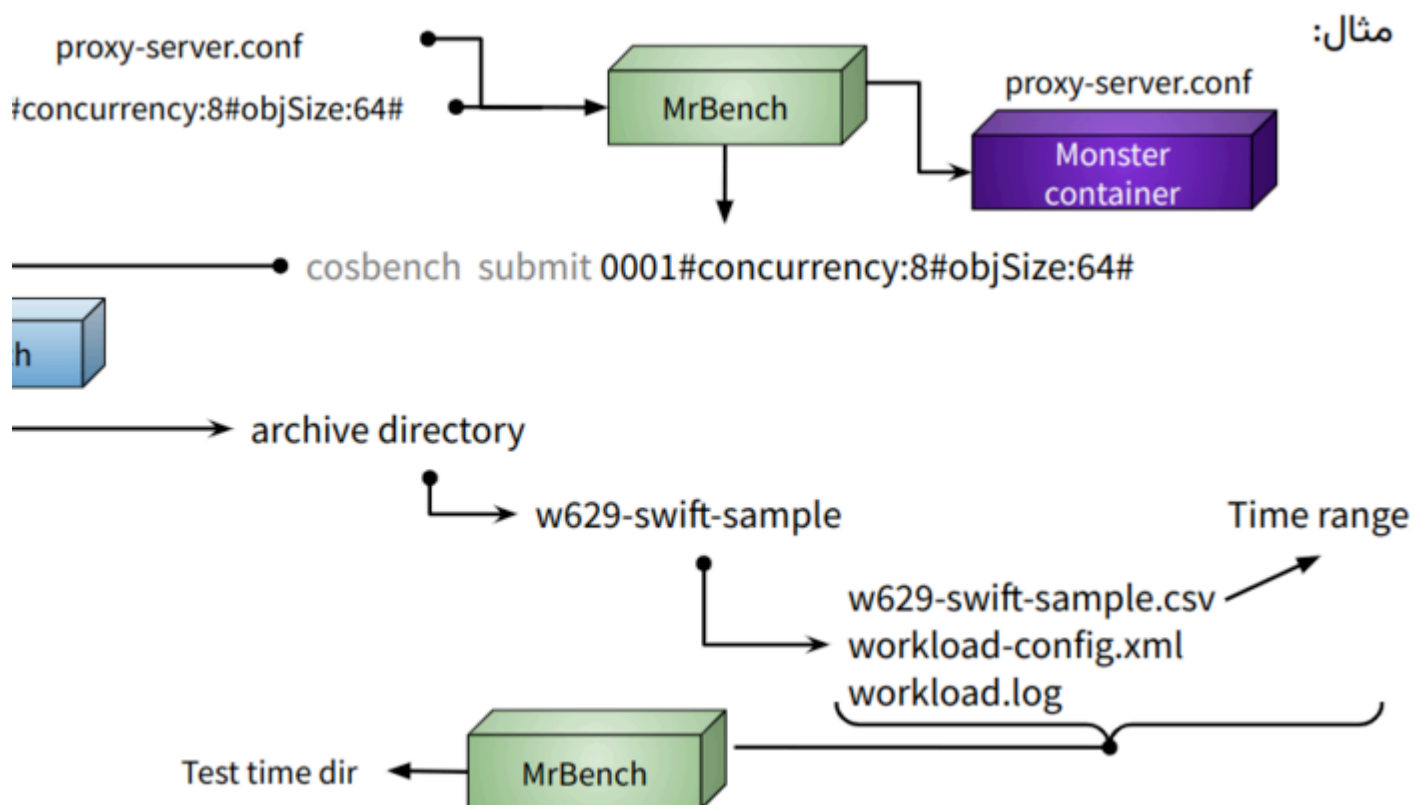 مثال:
proxy-server.conf
proxy-server.conf
#concurrency:8#objSize:64#
MrBench
Monster
container
cosbench submit 0001#concurrency:8#objSize:64#
h
archive directory
w629-swift-sample
Time range
w629-swift-sample.csv
workload-config.xml
workload.log
Test time dir
MrBench